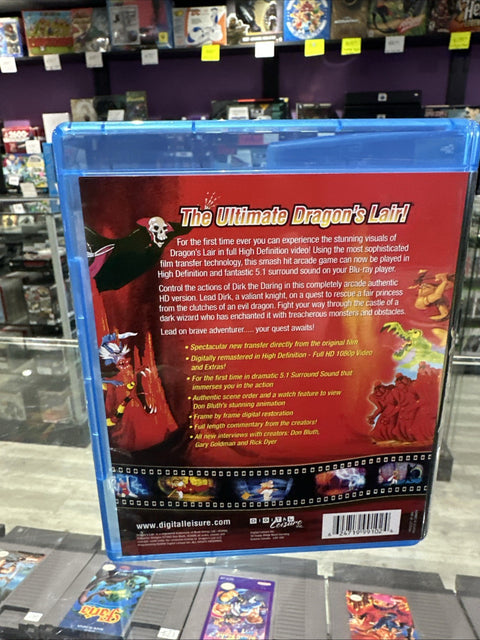 The Ultimate Dragon's Lair!
For the first time ever you can experience the stunning visuals of
Dragon's Lair in full High Definition video! Using the most sophisticated
film transfer technology, this smash hit arcade game can now be played in
High Definition and fantastic 5.1 surround sound on your Blu-ray player.
Control the actions of Dirk the Daring in this completely arcade authentic
HD version. Lead Dirk, a valiant knight, on a quest to rescue a fair princess
from the clutches of an evil dragon. Fight your way through the castle of a
dark wizard who has enchanted it with treacherous monsters and obstacles.
Lead on brave adventurer..... your quest awaits!
• Spectacular new transfer directly from the original film
• Digitally remastered in High Definition - Full HD 1080p Video
and Extras!
• For the first time in dramatic 5.1 Surround Sound that
immerses you in the action
• Authentic scene order and a watch feature to view
Don Bluth's stunning animation
• Frame by frame digital restoration
• Full length commentary from the creators!
• All new interviews with creators: Don Bluth,
Gary Goldman and Rick Dyer
www.digitalleisure.com
DIGITAL
Leisure